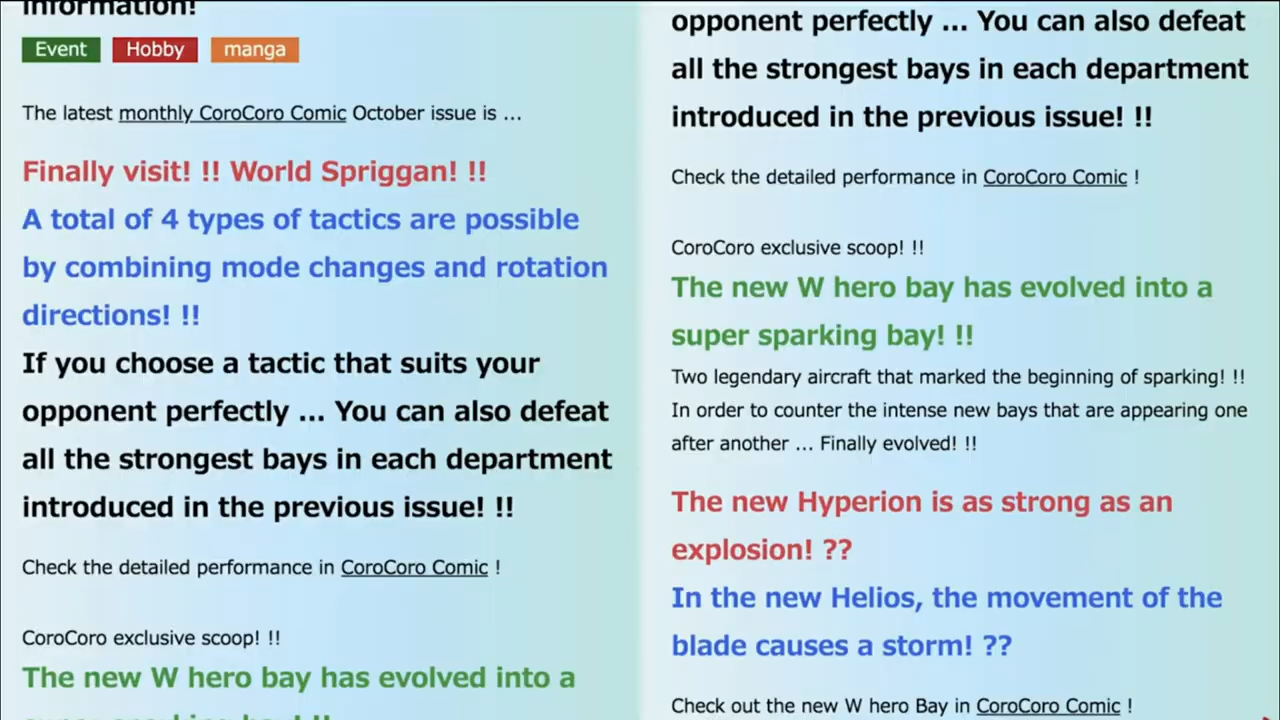 information!
Event Hobby manga
The latest monthly CoroCoro Comic October issue is ...
Finally visit! !! World Spriggan! !!
A total of 4 types of tactics are possible
by combining mode changes and rotation
directions! !!
If you choose a tactic that suits your
opponent perfectly ... You can also defeat
all the strongest bays in each department
introduced in the previous issue! !!
Check the detailed performance in CoroCoro Comic !
CoroCoro exclusive scoop! !!
The new W hero bay has evolved into a
super sparking bay! !!
opponent perfectly ... You can also defeat
all the strongest bays in each department
introduced in the previous issue! !!
Check the detailed performance in CoroCoro Comic !
CoroCoro exclusive scoop! !!
The new W hero bay has evolved into a
super sparking bay! !!
Two legendary aircraft that marked the beginning of sparking! !!
In order to counter the intense new bays that are appearing one
after another ... Finally evolved! !!
The new Hyperion is as strong as an
explosion! ??
In the new Helios, the movement of the
blade causes a storm! ??
Check out the new W hero Bay in CoroCoro Comic !